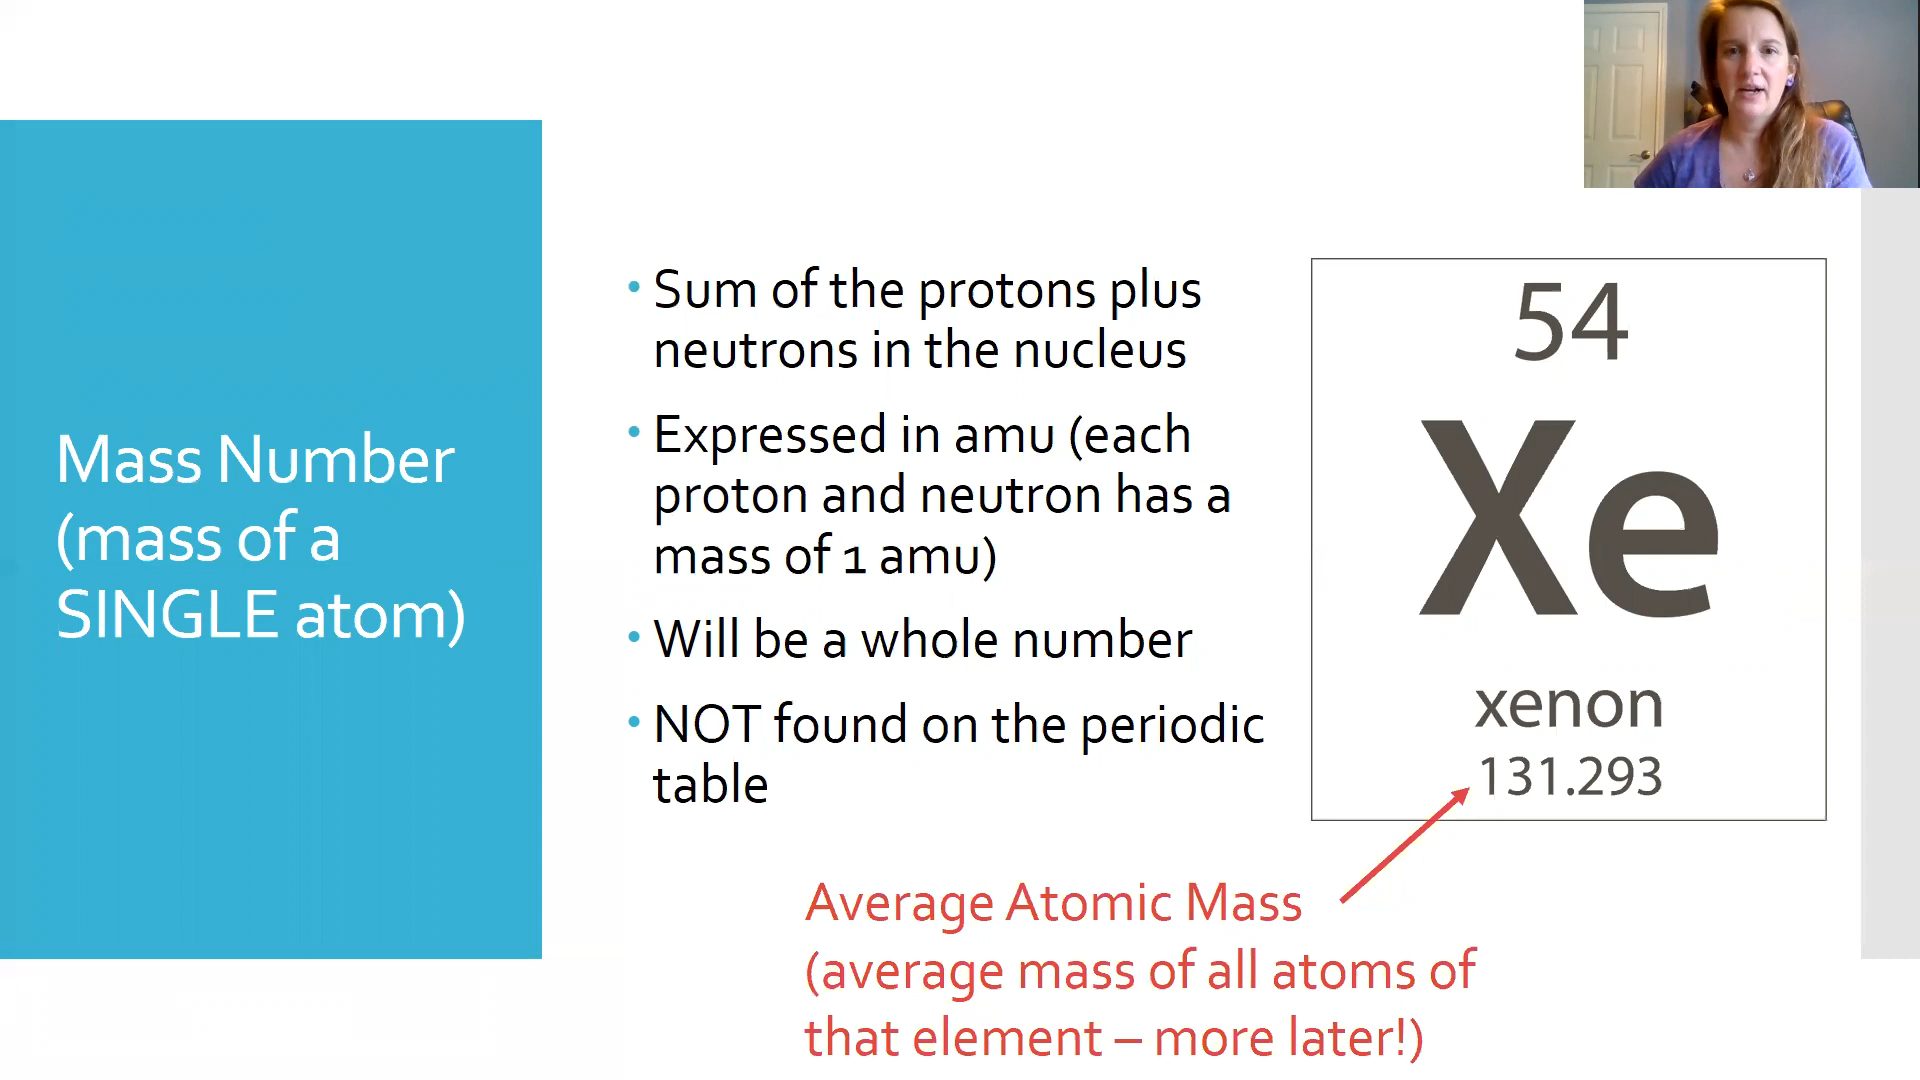 Mass Number
(mass of a
SINGLE atom)
• Sum of the protons plus
neutrons in the nucleus
• Expressed in amu (each
proton and neutron has a
mass of 1 amu)
• Will be a whole number
• NOT found on the periodic
table
54
Xe
xenon
131.293
Average Atomic Mass
(average mass of all atoms of
that element – more later!)